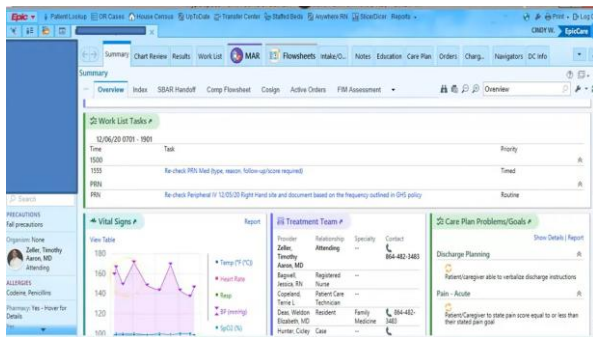 Epic Patient Lookup OR Cases House Census UpToDate Transfer Center Staffed Beds Anywhere RN ShoeDicer Reports Print Log
CINDY W. EpicCare
Summary Chart Review Results Work List MAR Flowsheets Intake/O... Notes Education Care Plan Orders Charg... Navigators DC Info
Summary
Overview Index SBAR Handoff Comp Flowsheet Cosign Active Orders FIM Assessment Overview
Work List Tasks
12/06/20 0701 - 1901
Time Task Priority
1500
1555 Re-check PRN Med (type, reason, follow-up/score required) Timed
PRN
PRN Re-check Peripheral IV 12/05/20 Right Hand site and document based on the frequency outlined in GHS policy Routine
Search
PRECAUTIONS
Fall precautions
Organism: None
Zeller, Timothy
Aaron, MD
Attending
ALLERGIES
Codeine, Penicillins
Pharmacy: Yes - Hover for
Details
Vital Signs Report
View Table
180
160
140
120
100
Temp (°F (°C))
Heart Rate
Resp
BP (mmHg)
SpO2 (%)
Treatment Team
Provider Relationship Specialty Contact
Zeller, Attending --
Timothy 864-482-3483
Aaron, MD
Bagwell, Registered --
Jessica, RN Nurse
Copeland, Patient Care --
Terrie L Technician
Deas, Weldon Resident Family 864-482-
Elizabeth, MD Medicine 3483
Hunter, Cicley Case --
Care Plan Problems/Goals
Show Details | Report
Discharge Planning
Patient/caregiver able to verbalize discharge instructions
Pain - Acute
Patient/Caregiver to state pain score equal to or less than
their stated pain goal